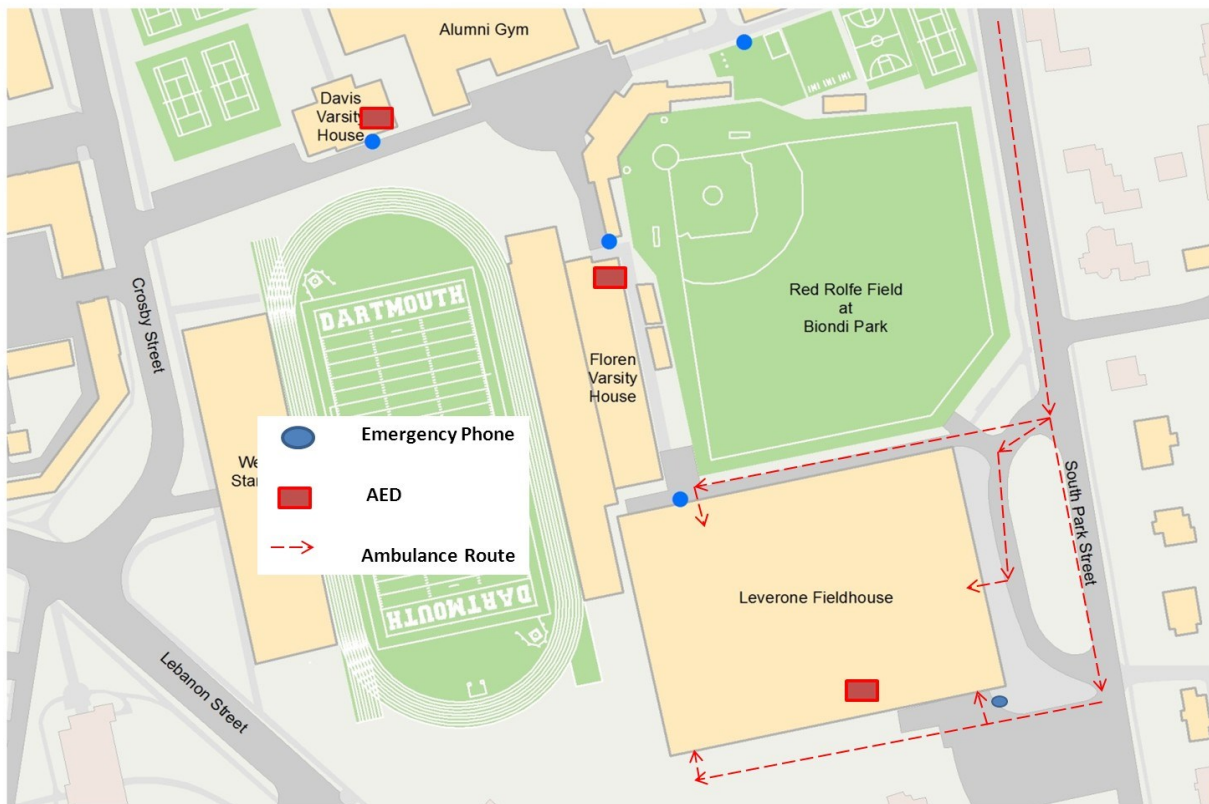 Alumni Gym
Davis
Varsity
House
Crosby Street
DARTMOUTH
Red Rolfe Field
at
Biondi Park
Floren
Varsity
House
Emergency Phone
AED
Ambulance Route
South Park Street
Leverone Fieldhouse
DARTMOUTH
Lebanon Street